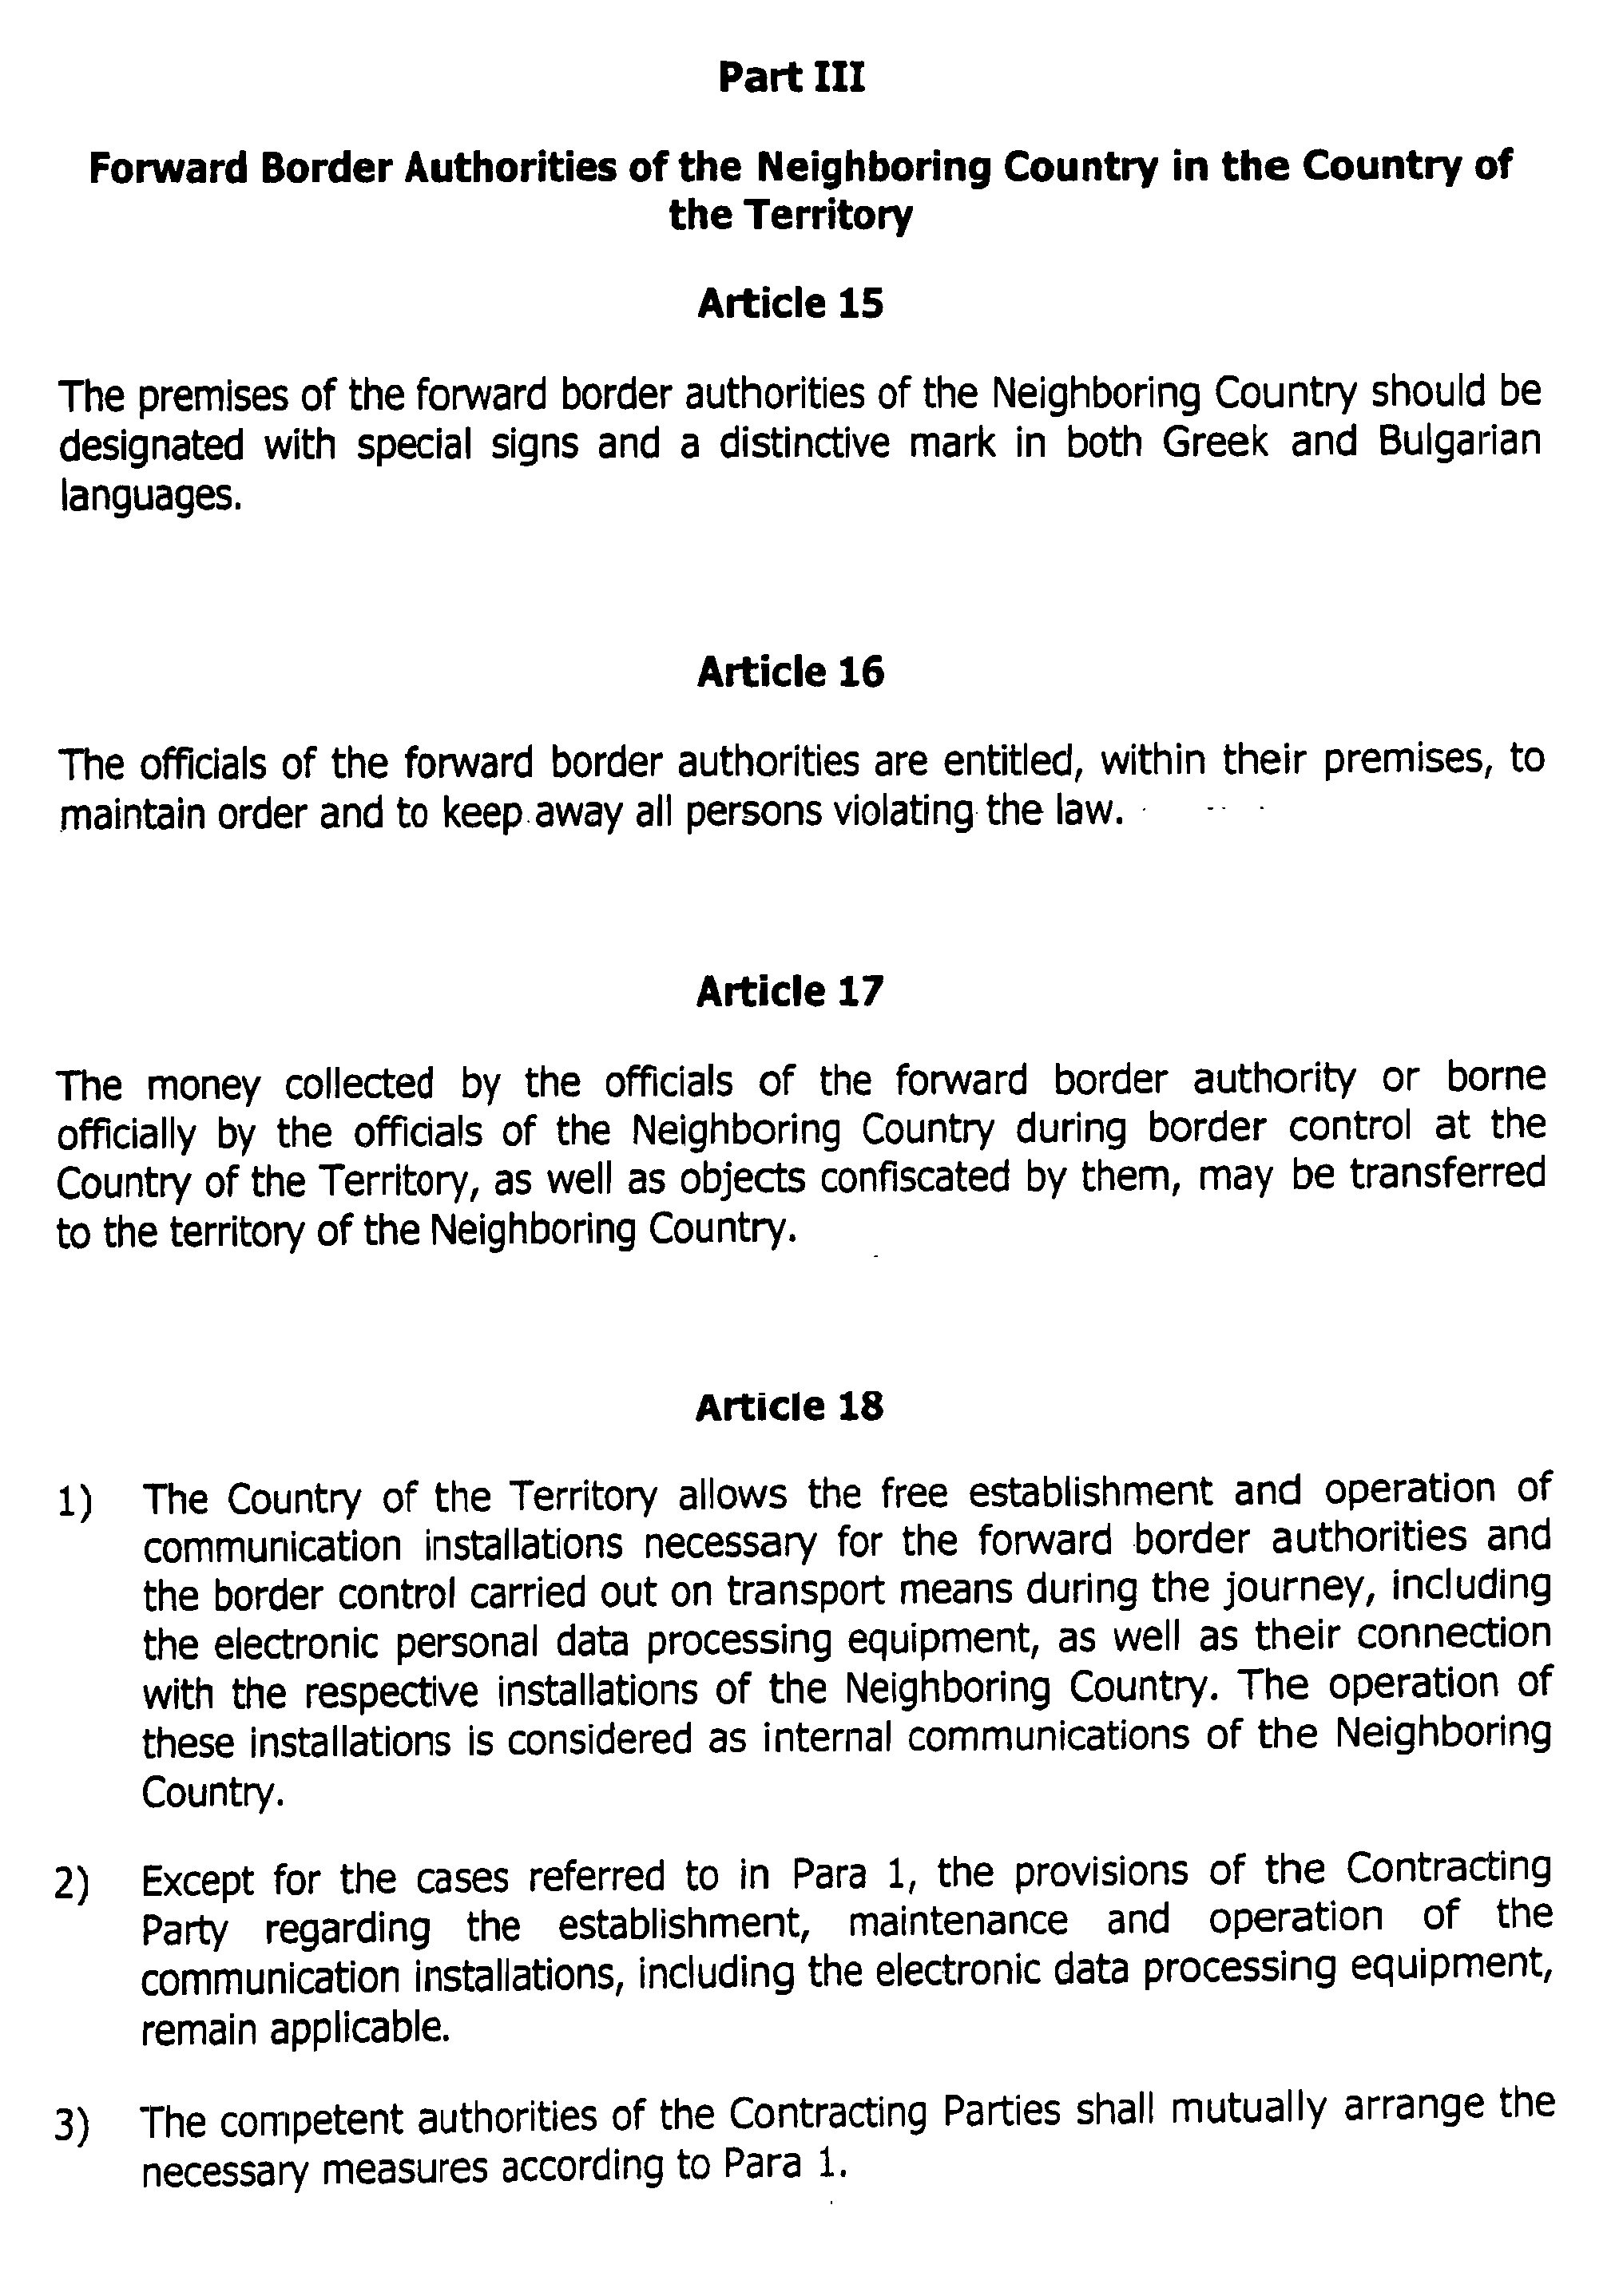 Part III
Forward Border Authorities of the Neighboring Country in the Country of
the Territory
Article 15
The premises of the forward border authorities of the Neighboring Country should be
designated with special signs and a distinctive mark in both Greek and Bulgarian
languages.
Article 16
The officials of the forward border authorities are entitled, within their premises, to
maintain order and to keep away all persons violating the law.
Article 17
The money collected by the officials of the forward border authority or borne
officially by the officials of the Neighboring Country during border control at the
Country of the Territory, as well as objects confiscated by them, may be transferred
to the territory of the Neighboring Country.
Article 18
1) The Country of the Territory allows the free establishment and operation of
communication installations necessary for the forward border authorities and
the border control carried out on transport means during the journey, including
the electronic personal data processing equipment, as well as their connection
with the respective installations of the Neighboring Country. The operation of
these installations is considered as internal communications of the Neighboring
Country.
2) Except for the cases referred to in Para 1, the provisions of the Contracting
Party regarding the establishment, maintenance and operation of the
communication installations, including the electronic data processing equipment,
remain applicable.
3) The competent authorities of the Contracting Parties shall mutually arrange the
necessary measures according to Para 1.